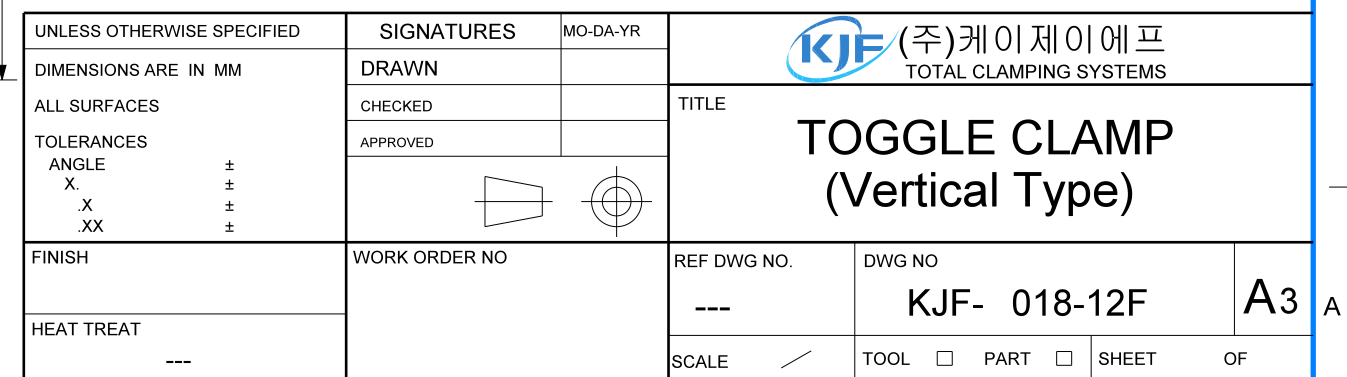 UNLESS OTHERWISE SPECIFIED
DIMENSIONS ARE IN MM
ALL SURFACES
TOLERANCES
ANGLE ±
X. ±
.X ±
.XX ±
FINISH
HEAT TREAT
---
SIGNATURES MO-DA-YR
DRAWN
CHECKED
APPROVED
WORK ORDER NO
KJF (주)케이제이에프
TOTAL CLAMPING SYSTEMS
TITLE
TOGGLE CLAMP
(Vertical Type)
REF DWG NO.
---
DWG NO
KJF- 018-12F
A3
A
SCALE
TOOL □ PART □
SHEET OF